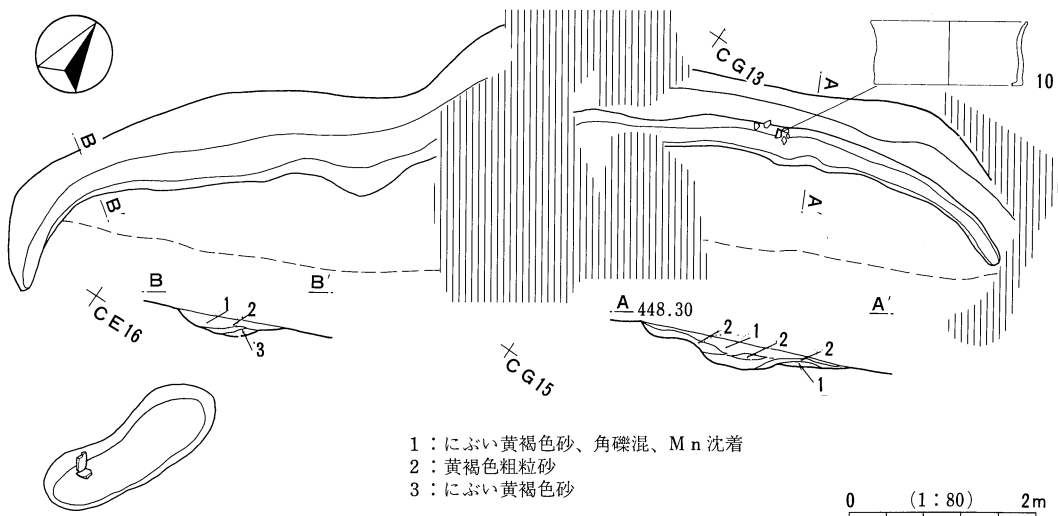 CG13
A
10
B
B'
A'
B
B'
A 448.30
A'
1 2
3
2 1 2 2
1
CE16
CG15
1：にぶい黄褐色砂、角礫混、Mn沈着
2：黄褐色粗粒砂
3：にぶい黄褐色砂
0 (1：80) 2m